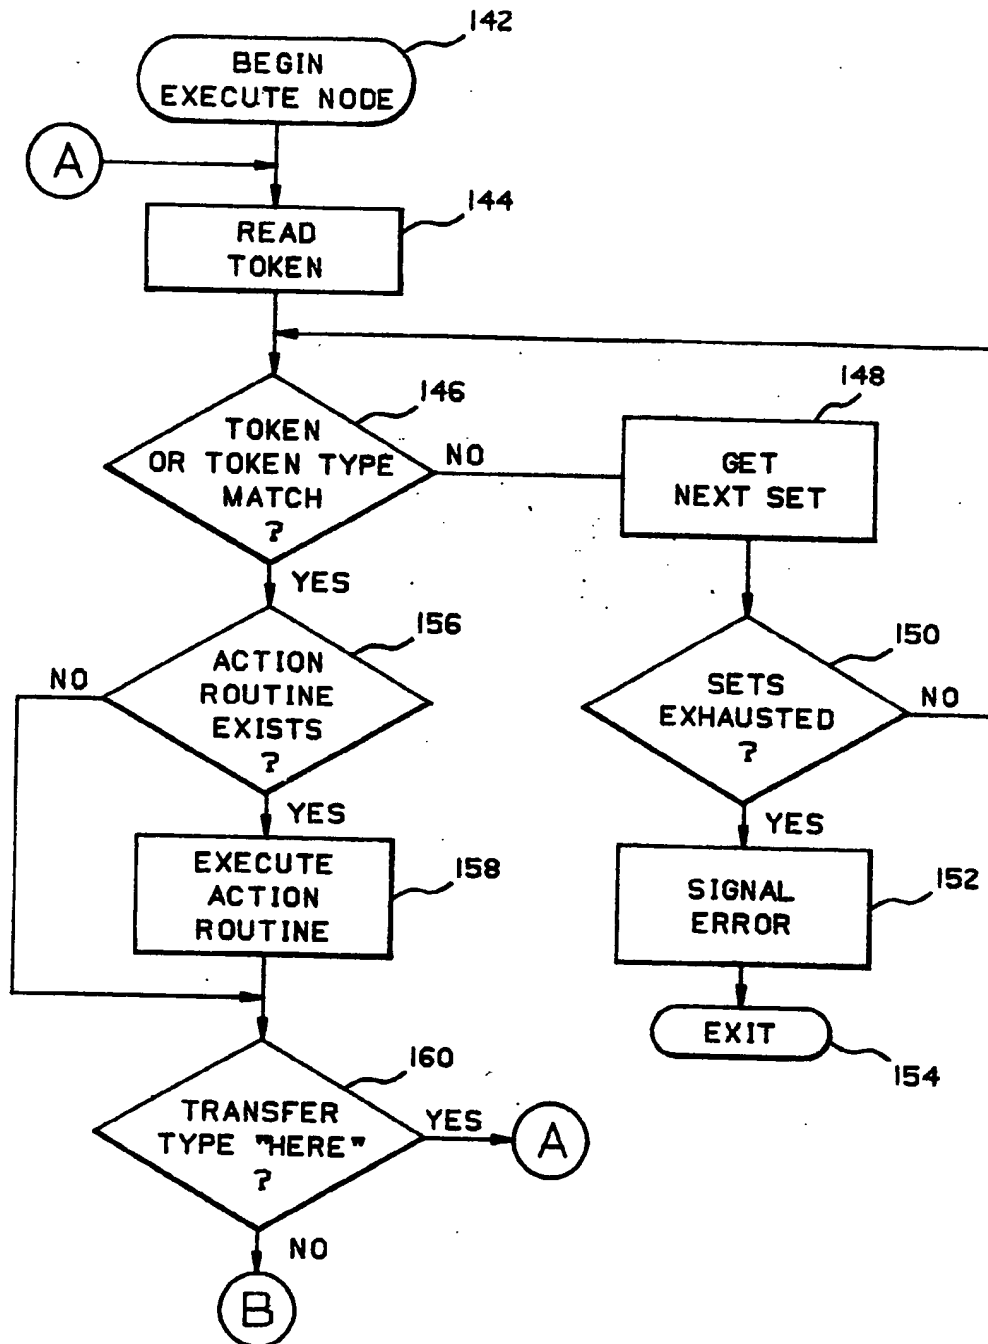 142
BEGIN
EXECUTE NODE
A
144
READ
TOKEN
146
TOKEN
OR TOKEN TYPE
MATCH
?
NO
148
GET
NEXT SET
YES
156
ACTION
ROUTINE
EXISTS
?
NO
150
SETS
EXHAUSTED
?
NO
YES
EXECUTE
ACTION
ROUTINE
158
YES
SIGNAL
ERROR
152
EXIT
154
160
TRANSFER
TYPE "HERE"
?
YES
A
NO
B